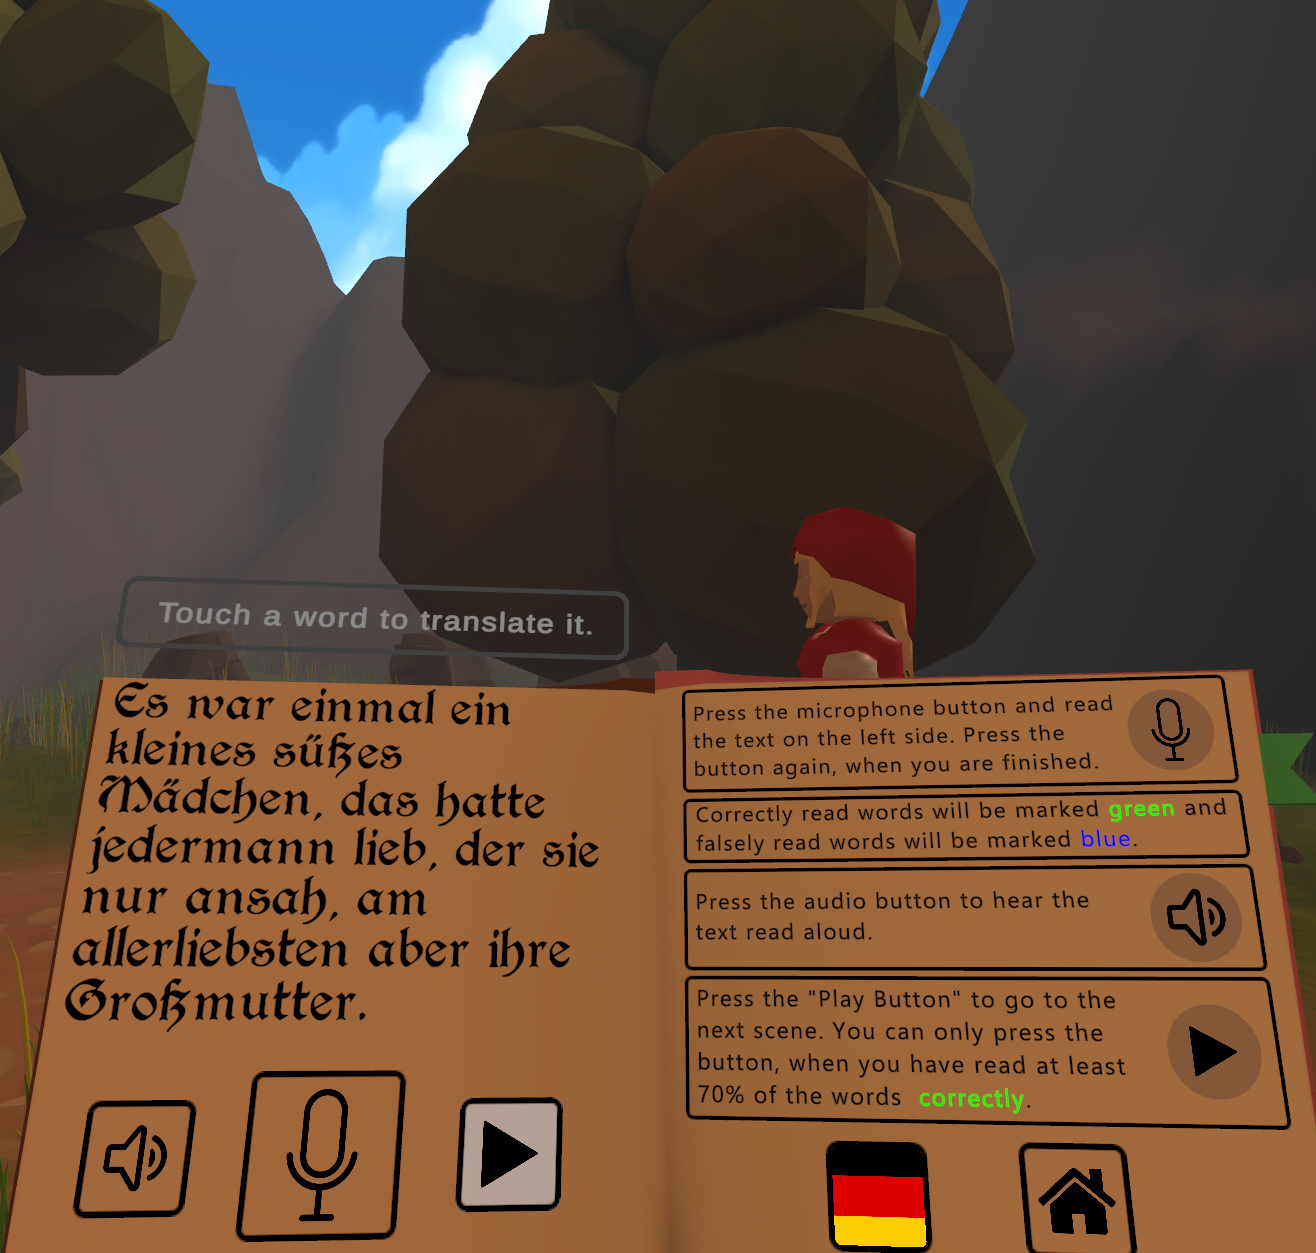 Touch a word to translate it.
Es war einmal ein
kleines süßes
Mädchen, das hatte
jedermann lieb, der sie
nur ansah, am
allerliebsten aber ihre
Großmutter.
Press the microphone button and read
the text on the left side. Press the
button again, when you are finished.
Correctly read words will be marked green and
falsely read words will be marked blue.
Press the audio button to hear the
text read aloud.
Press the "Play Button" to go to the
next scene. You can only press the
button, when you have read at least
70% of the words correctly.